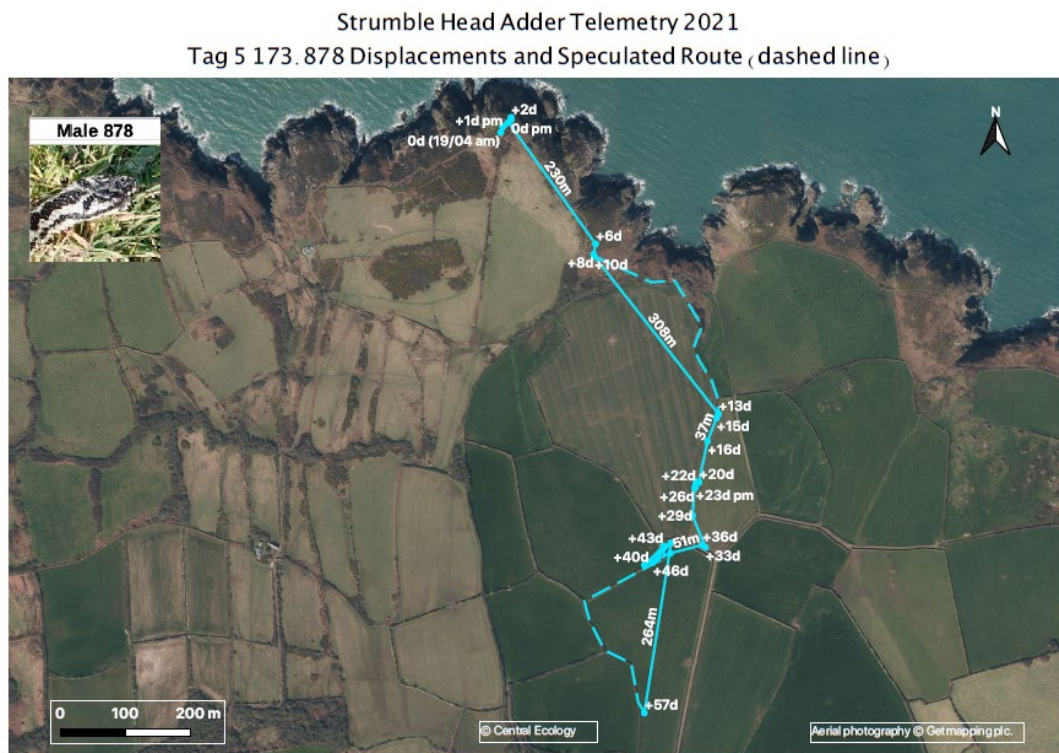 Strumble Head Adder Telemetry 2021
Tag 5 173.878 Displacements and Speculated Route (dashed line)
Male 878
N
+2d
+1d pm
0d pm
0d (19/04 am)
230m
+6d
+8d
+10d
308m
+13d
37m
+15d
+16d
+22d
+20d
+26d
+23d pm
+29d
+43d
51m
+36d
+40d
+33d
+46d
264m
+57d
0 100 200 m
© Central Ecology
Aerial photography © Getmapping plc.